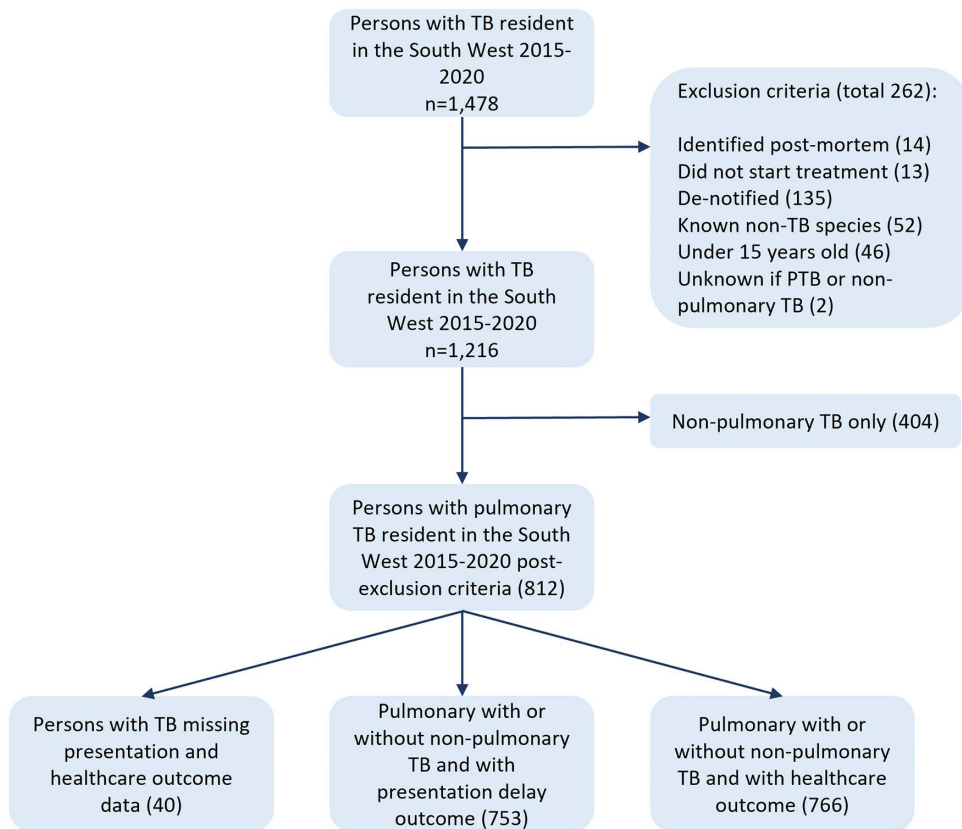 Persons with TB resident
in the South West 2015-
2020
n=1,478
Exclusion criteria (total 262):
Identified post-mortem (14)
Did not start treatment (13)
De-notified (135)
Known non-TB species (52)
Under 15 years old (46)
Unknown if PTB or non-
pulmonary TB (2)
Persons with TB
resident in the South
West 2015-2020
n=1,216
Non-pulmonary TB only (404)
Persons with pulmonary
TB resident in the South
West 2015-2020 post-
exclusion criteria (812)
Persons with TB missing
presentation and
healthcare outcome
data (40)
Pulmonary with or
without non-pulmonary
TB and with
presentation delay
outcome (753)
Pulmonary with or
without non-pulmonary
TB and with healthcare
outcome (766)